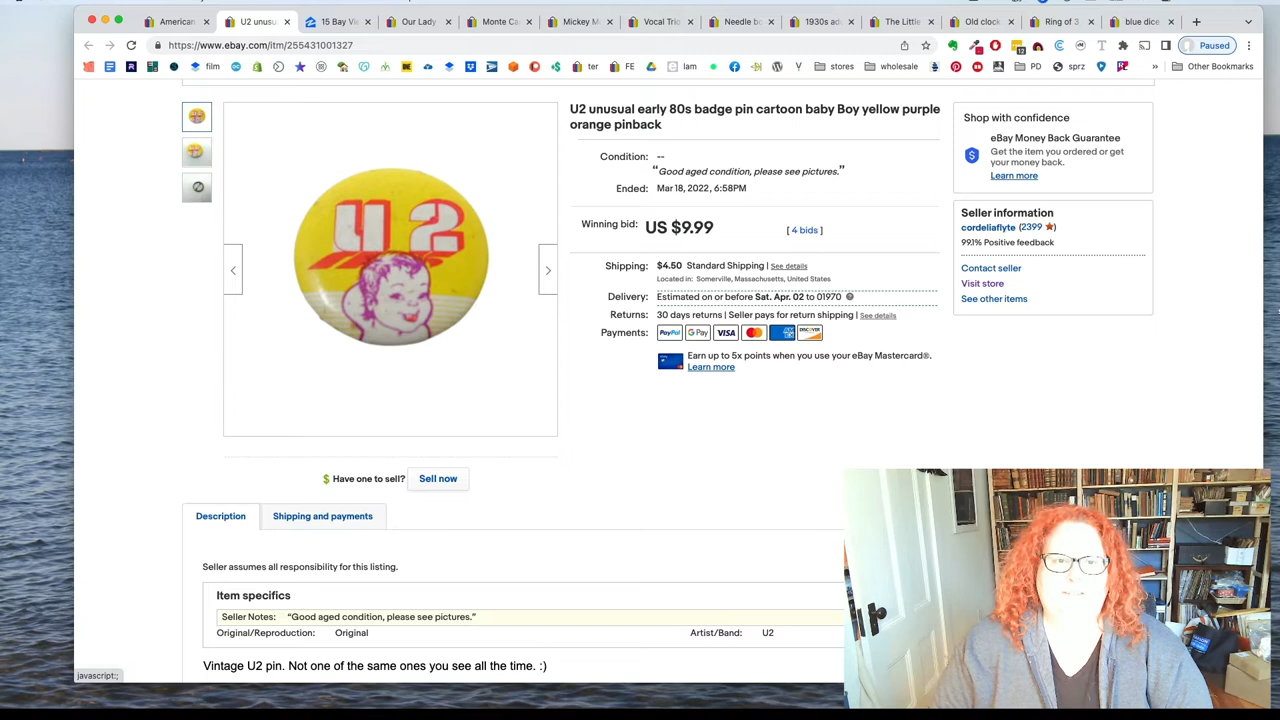 American
U2 unusu
15 Bay Vie
Our Lady
Monte Ca
Mickey M
Vocal Trio
Needle bo
1930s ad
The Little
Old clock
Ring of 3
blue dice
https://www.ebay.com/itm/255431001327
Paused
film
ter
FE
lam
stores
wholesale
PD
sprz
Other Bookmarks
U2
U2 unusual early 80s badge pin cartoon baby Boy yellow purple
orange pinback
Condition: --
“Good aged condition, please see pictures.”
Ended: Mar 18, 2022, 6:58PM
Winning bid: US $9.99 [ 4 bids ]
Shipping: $4.50 Standard Shipping | See details
Located in: Somerville, Massachusetts, United States
Delivery: Estimated on or before Sat. Apr. 02 to 01970
Returns: 30 days returns | Seller pays for return shipping | See details
Payments: PayPal G Pay VISA DISCOVER
Earn up to 5x points when you use your eBay Mastercard®.
Learn more
Shop with confidence
eBay Money Back Guarantee
Get the item you ordered or get
your money back.
Learn more
Seller information
cordeliaflyte (2399 )
99.1% Positive feedback
Contact seller
Visit store
See other items
$ Have one to sell? Sell now
Description
Shipping and payments
Seller assumes all responsibility for this listing.
Item specifics
Seller Notes: “Good aged condition, please see pictures.”
Original/Reproduction: Original
Artist/Band: U2
Vintage U2 pin. Not one of the same ones you see all the time. :)
javascript:;